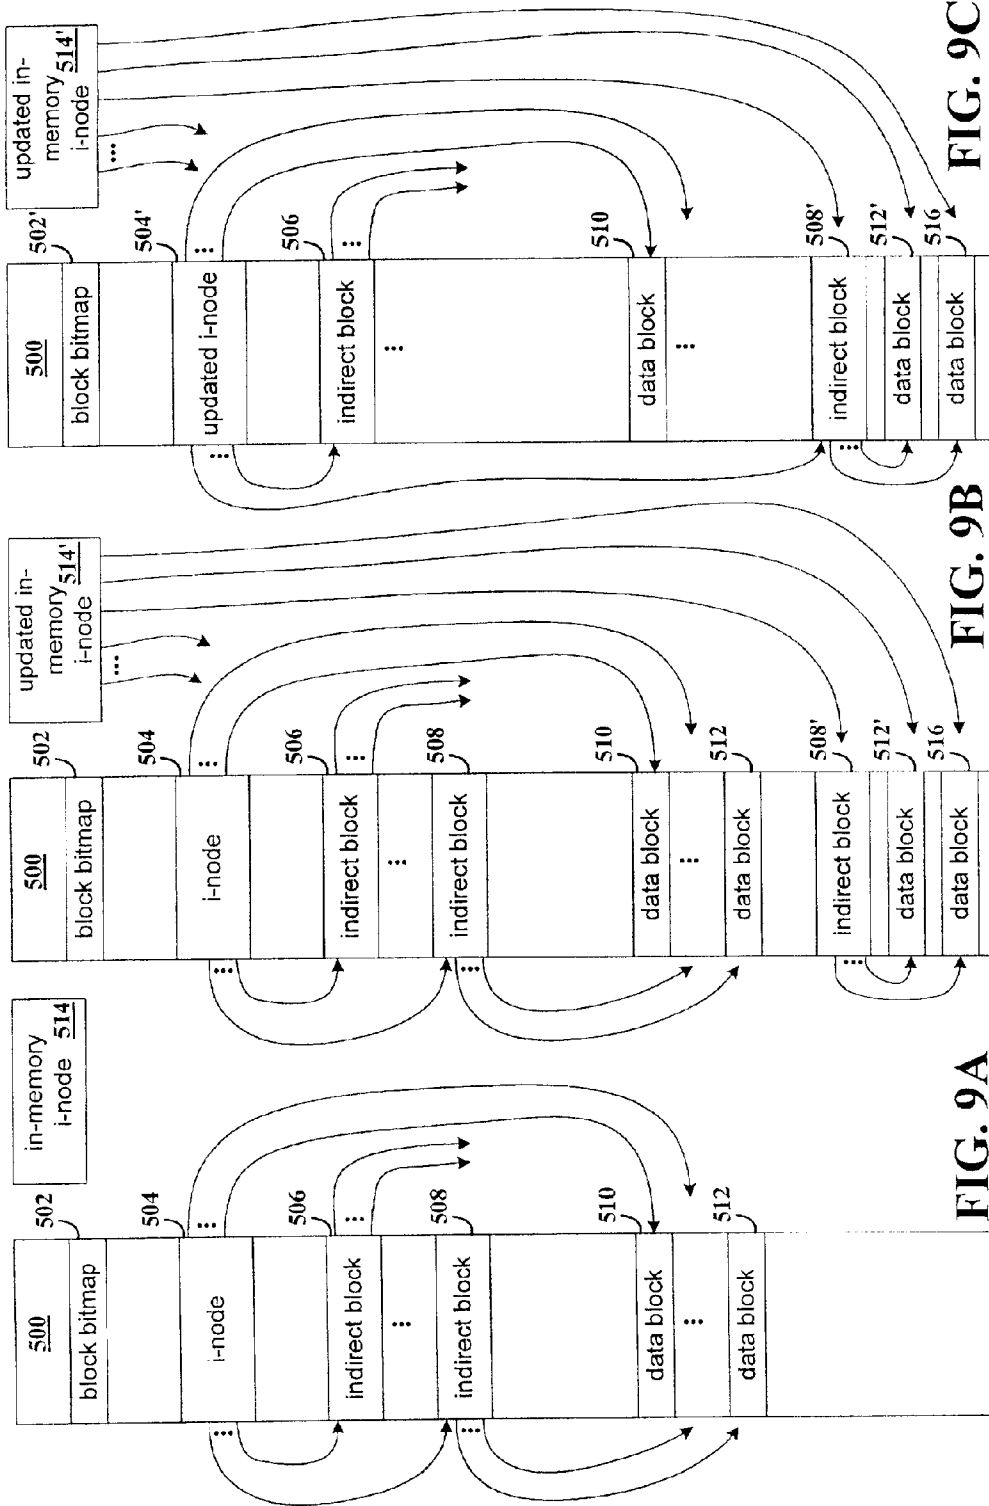 in-memory
i-node 514
500
502
block bitmap
504
i-node
506
indirect block
508
indirect block
510
data block
512
data block
FIG. 9A
updated in-
memory 514'
i-node
500
502
block bitmap
504
i-node
506
indirect block
508
indirect block
510
data block
512
data block
508'
indirect block
512'
data block
516
data block
FIG. 9B
updated in-
memory 514'
i-node
500
502'
block bitmap
504'
updated i-node
506
indirect block
510
data block
508'
indirect block
512'
data block
516
data block
FIG. 9C